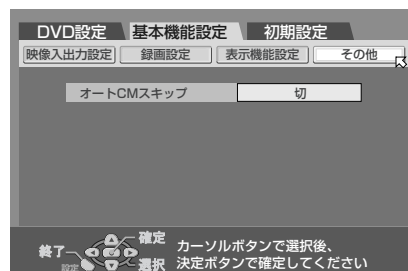 DVD設定 基本機能設定 初期設定
映像入出力設定 録画設定 表示機能設定 その他
オートCMスキップ 切
確定
終了
設定
選択
カーソルボタンで選択後、
決定ボタンで確定してください